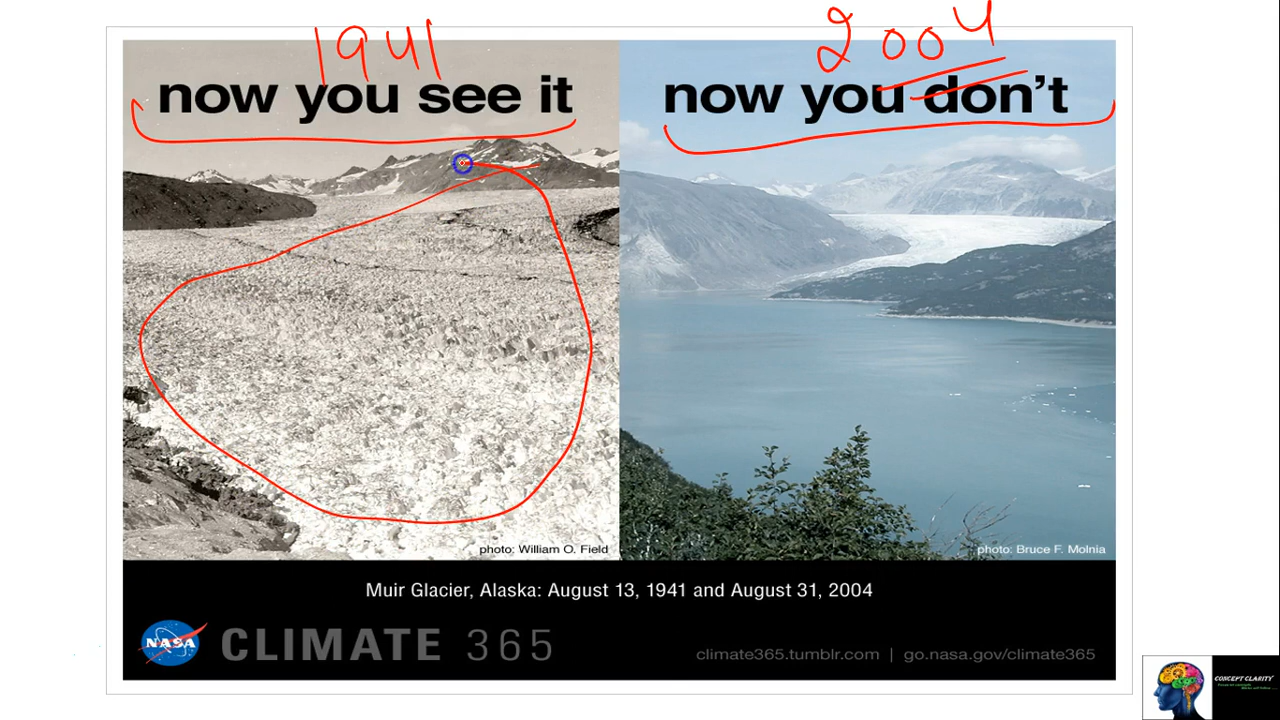 1941
2004
now you see it
now you don't
photo: William O. Field
photo: Bruce F. Molnia
Muir Glacier, Alaska: August 13, 1941 and August 31, 2004
NASA
CLIMATE 365
climate365.tumblr.com | go.nasa.gov/climate365
CONCEPT CLARITY